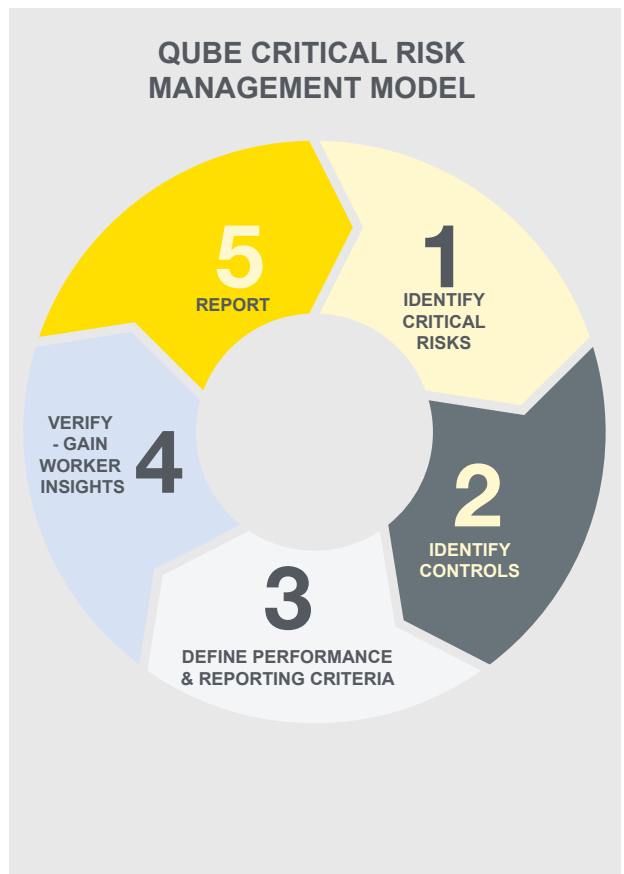 QUBE CRITICAL RISK
MANAGEMENT MODEL
1
IDENTIFY
CRITICAL
RISKS
2
IDENTIFY
CONTROLS
3
DEFINE PERFORMANCE
& REPORTING CRITERIA
4
VERIFY
- GAIN
WORKER
INSIGHTS
5
REPORT